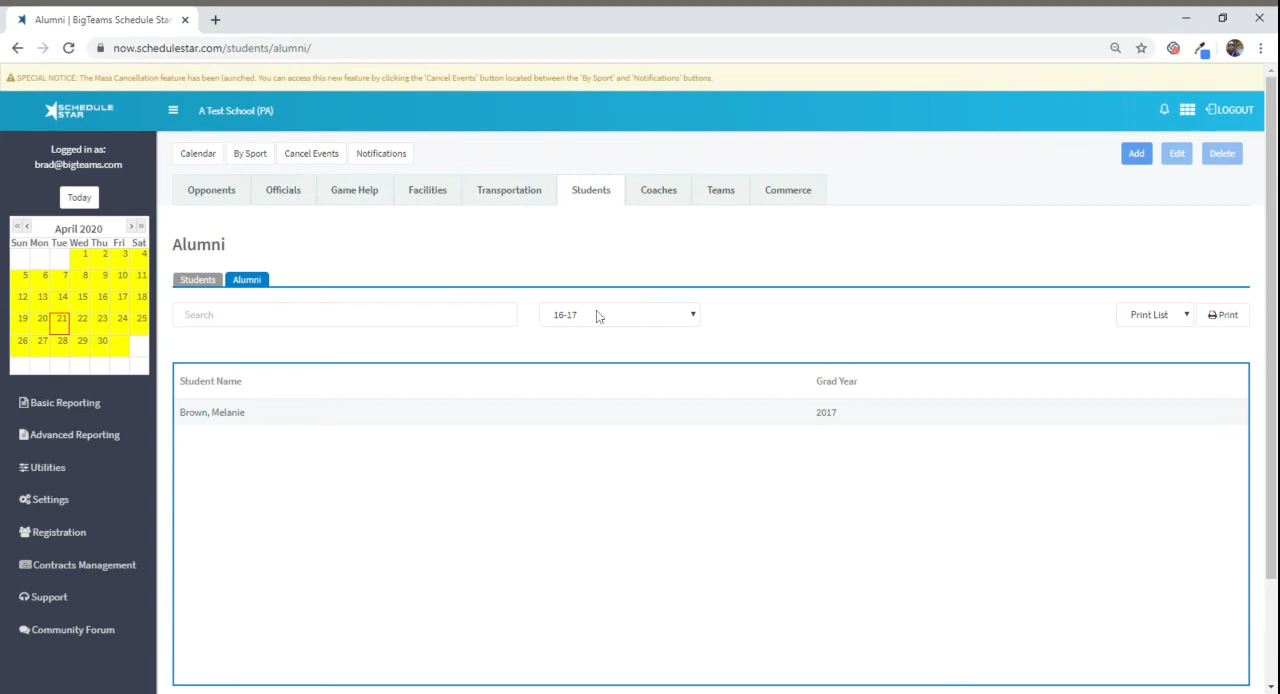 Alumni | BigTeams Schedule Star
now.schedulestar.com/students/alumni/
SPECIAL NOTICE: The Mass Cancellation feature has been launched. You can access this new feature by clicking the 'Cancel Events' button located between the 'By Sport' and 'Notifications' buttons.
SCHEDULE STAR
A Test School (PA)
LOGOUT
Logged in as:
brad@bigteams.com
Today
« ‹ April 2020 › »
Sun Mon Tue Wed Thu Fri Sat
1 2 3 4
5 6 7 8 9 10 11
12 13 14 15 16 17 18
19 20 21 22 23 24 25
26 27 28 29 30
Basic Reporting
Advanced Reporting
Utilities
Settings
Registration
Contracts Management
Support
Community Forum
Calendar By Sport Cancel Events Notifications
Add Edit Delete
Opponents Officials Game Help Facilities Transportation Students Coaches Teams Commerce
Alumni
Students Alumni
Search 16-17 Print List Print
Student Name Grad Year
Brown, Melanie 2017